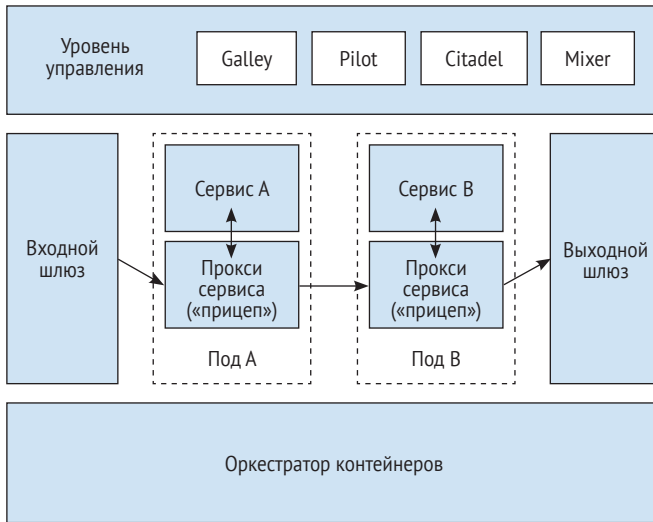 Уровень
управления
Galley
Pilot
Citadel
Mixer
Входной
шлюз
Сервис A
Прокси
сервиса
(«прицеп»)
Под A
Сервис B
Прокси
сервиса
(«прицеп»)
Под B
Выходной
шлюз
Оркестратор контейнеров